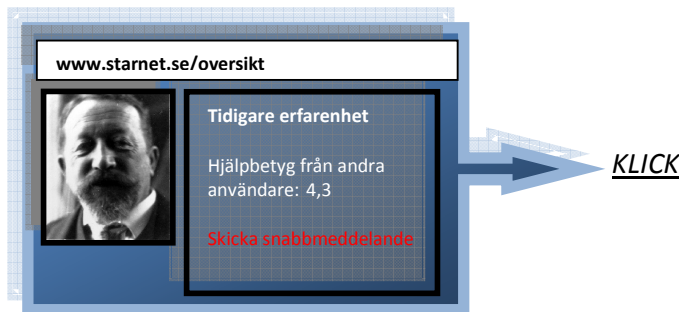 www.starnet.se/oversikt
Tidigare erfarenhet
Hjälpbetyg från andra
användare: 4,3
Skicka snabbmeddelande
KLICK